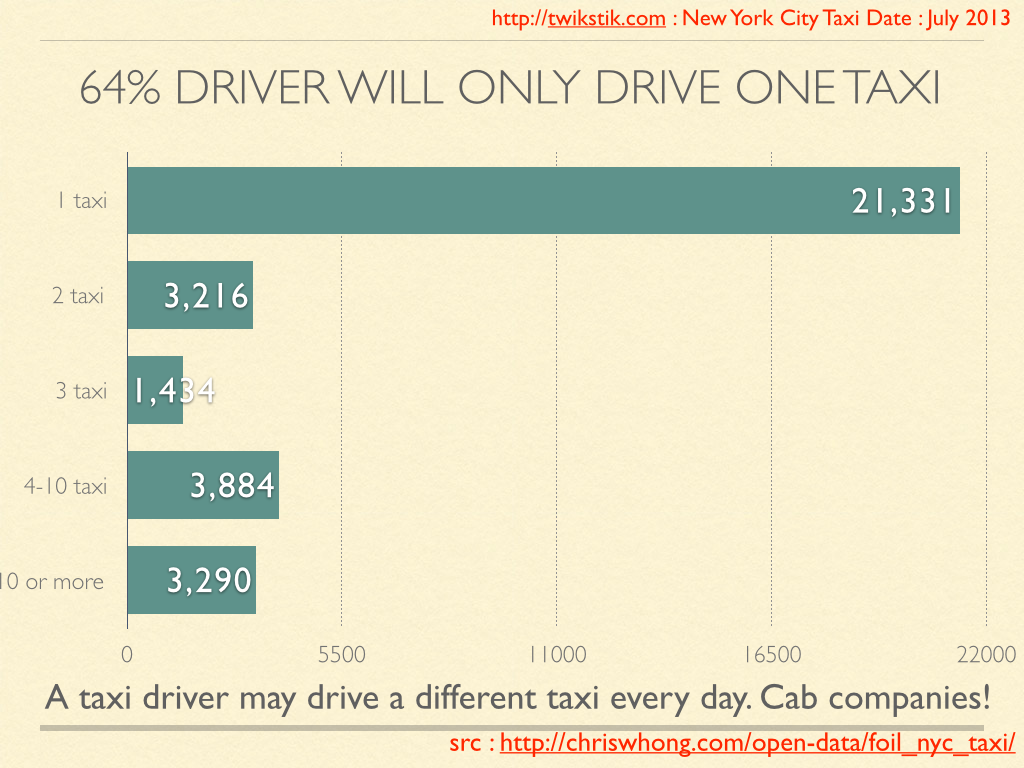 http://twikstik.com : New York City Taxi Date : July 2013
64% DRIVER WILL ONLY DRIVE ONE TAXI
1 taxi
21,331
2 taxi
3,216
3 taxi
1,434
4-10 taxi
3,884
10 or more
3,290
0 5500 11000 16500 22000
A taxi driver may drive a different taxi every day. Cab companies!
src : http://chriswhong.com/open-data/foil_nyc_taxi/